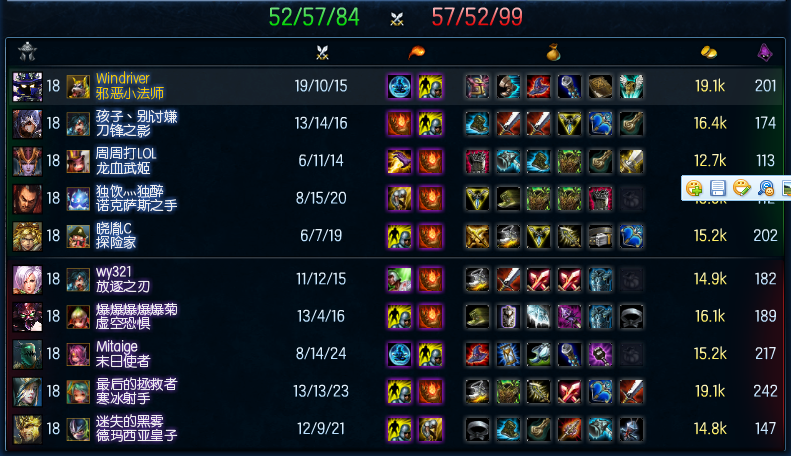 52/57/84 57/52/99
18 Windriver 19/10/15 19.1k 201
邪恶小法师
18 孩子丶别讨嫌 13/14/16 16.4k 174
刀锋之影
18 周周打LOL 6/11/14 12.7k 113
龙血武姬
18 独饮灬独醉 8/15/20
诺克萨斯之手
18 晓胤C 6/7/19 15.2k 202
探险家
18 wy321 11/12/15 14.9k 182
放逐之刃
18 爆爆爆爆爆菊 13/4/16 16.1k 189
虚空恐惧
18 Mitaige 8/14/24 15.2k 217
末日使者
18 最后的拯救者 13/13/23 19.1k 242
寒冰射手
18 迷失的黑雾 12/9/21 14.8k 147
德玛西亚皇子